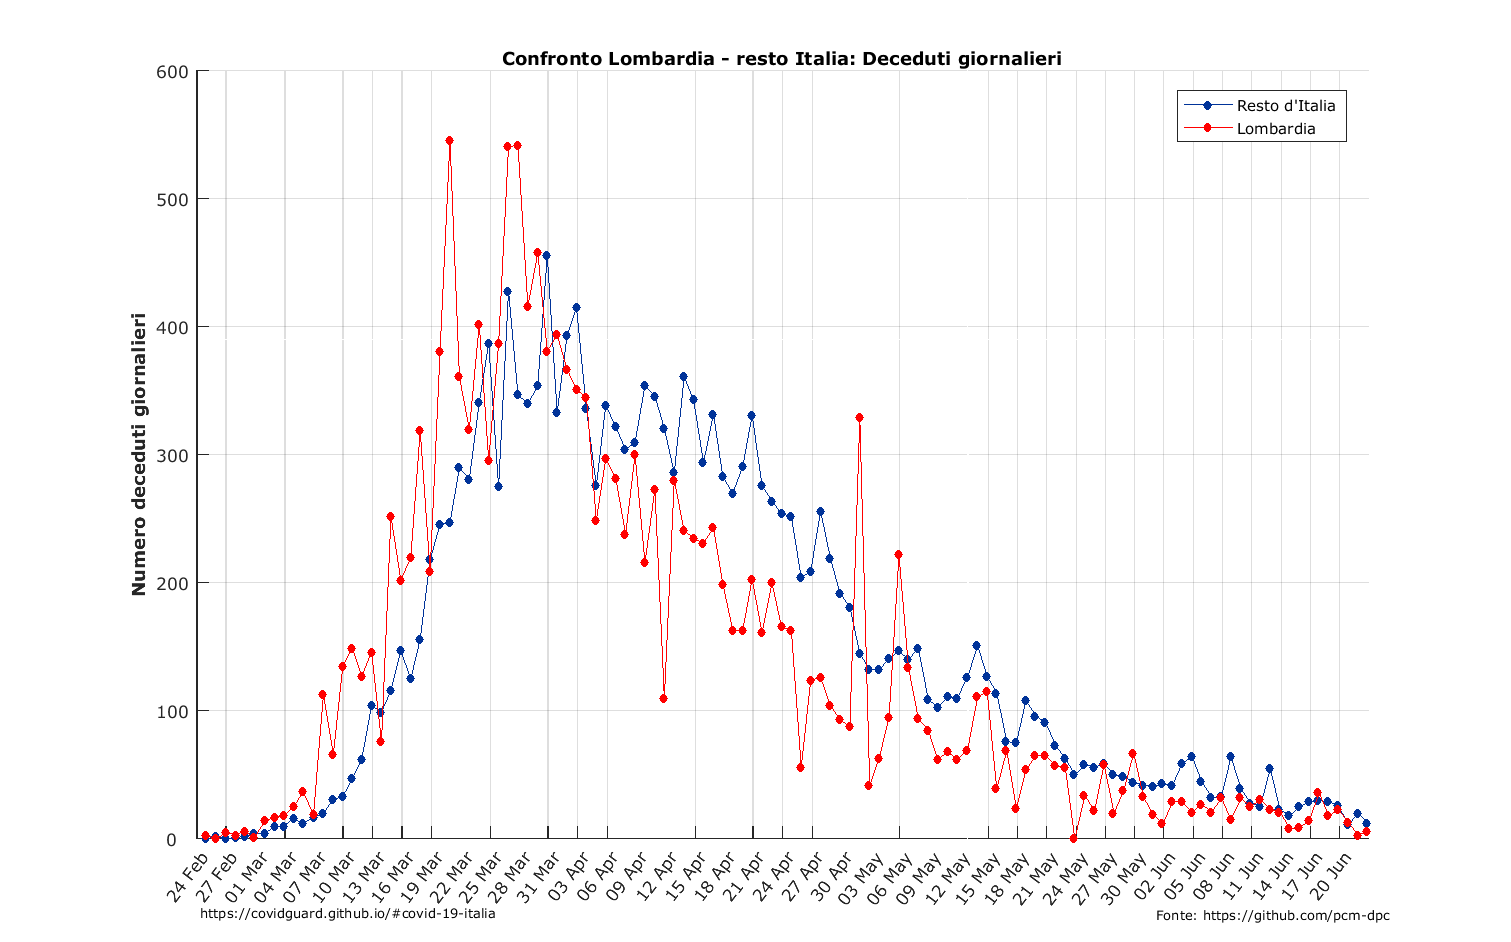 Confronto Lombardia - resto Italia: Deceduti giornalieri
Resto d'Italia
Lombardia
Numero deceduti giornalieri
600
500
400
300
200
100
0
24 Feb
27 Feb
01 Mar
04 Mar
07 Mar
10 Mar
13 Mar
16 Mar
19 Mar
22 Mar
25 Mar
28 Mar
31 Mar
03 Apr
06 Apr
09 Apr
12 Apr
15 Apr
18 Apr
21 Apr
24 Apr
27 Apr
30 Apr
03 May
06 May
09 May
12 May
15 May
18 May
21 May
24 May
27 May
30 May
02 Jun
05 Jun
08 Jun
11 Jun
14 Jun
17 Jun
20 Jun
https://covidguard.github.io/#covid-19-italia
Fonte: https://github.com/pcm-dpc